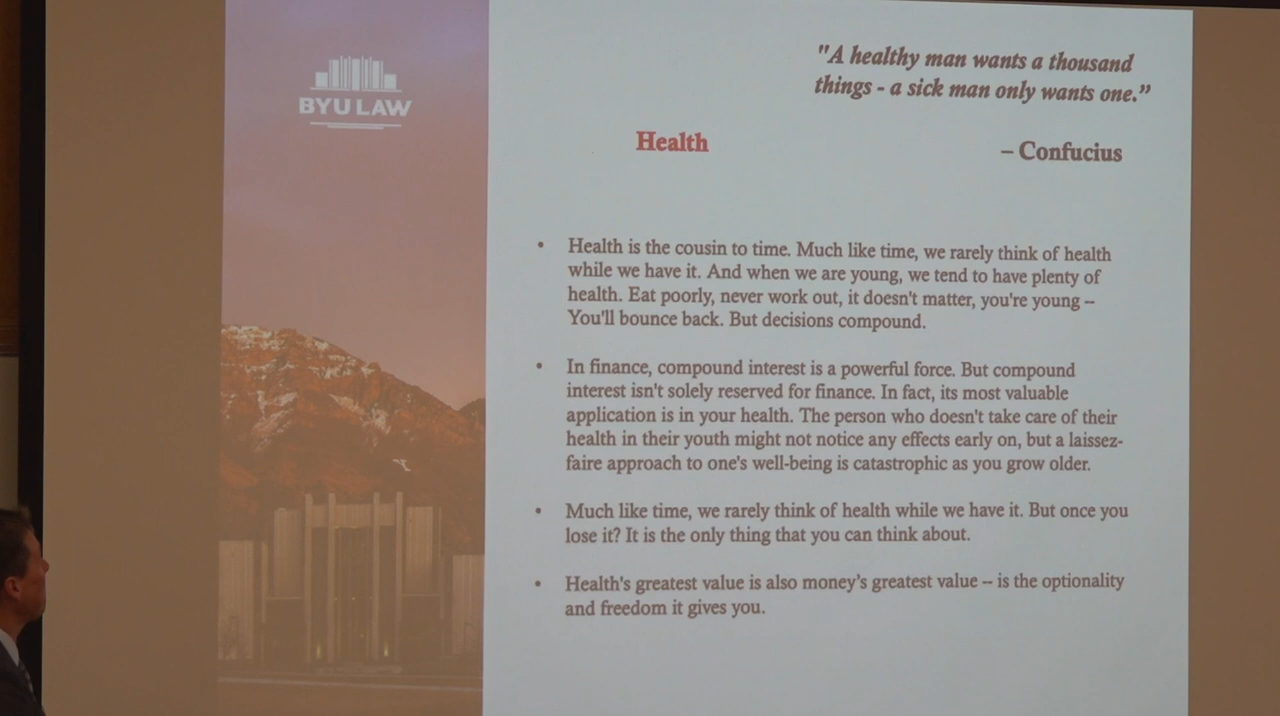 BYU LAW
"A healthy man wants a thousand
things - a sick man only wants one.”
Health
– Confucius
• Health is the cousin to time. Much like time, we rarely think of health
while we have it. And when we are young, we tend to have plenty of
health. Eat poorly, never work out, it doesn't matter, you're young –
You'll bounce back. But decisions compound.
• In finance, compound interest is a powerful force. But compound
interest isn't solely reserved for finance. In fact, its most valuable
application is in your health. The person who doesn't take care of their
health in their youth might not notice any effects early on, but a laissez-
faire approach to one's well-being is catastrophic as you grow older.
• Much like time, we rarely think of health while we have it. But once you
lose it? It is the only thing that you can think about.
• Health's greatest value is also money’s greatest value – is the optionality
and freedom it gives you.